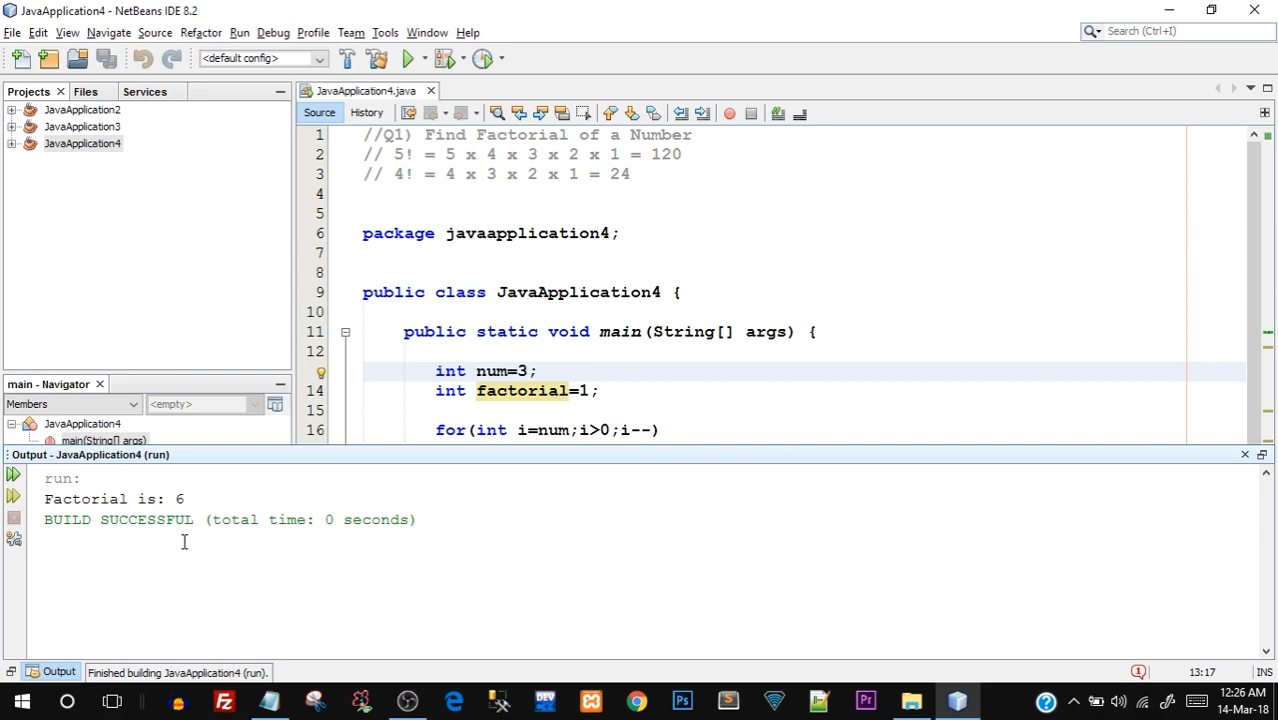 JavaApplication4 - NetBeans IDE 8.2
File Edit View Navigate Source Refactor Run Debug Profile Team Tools Window Help
Search (Ctrl+I)
<default config>
Projects Files Services
JavaApplication2
JavaApplication3
JavaApplication4
JavaApplication4.java
Source History
1 //Q1) Find Factorial of a Number
2 // 5! = 5 x 4 x 3 x 2 x 1 = 120
3 // 4! = 4 x 3 x 2 x 1 = 24
4
5
6 package javaapplication4;
7
8
9 public class JavaApplication4 {
10
11 public static void main(String[] args) {
12
int num=3;
14 int factorial=1;
15
16 for(int i=num;i>0;i--)
main - Navigator
Members <empty>
JavaApplication4
main(String[] args)
Output - JavaApplication4 (run)
run:
Factorial is: 6
BUILD SUCCESSFUL (total time: 0 seconds)
Output Finished building JavaApplication4 (run). 1 13:17 INS
DEV
Ps
S
Pr
12:26 AM
14-Mar-18